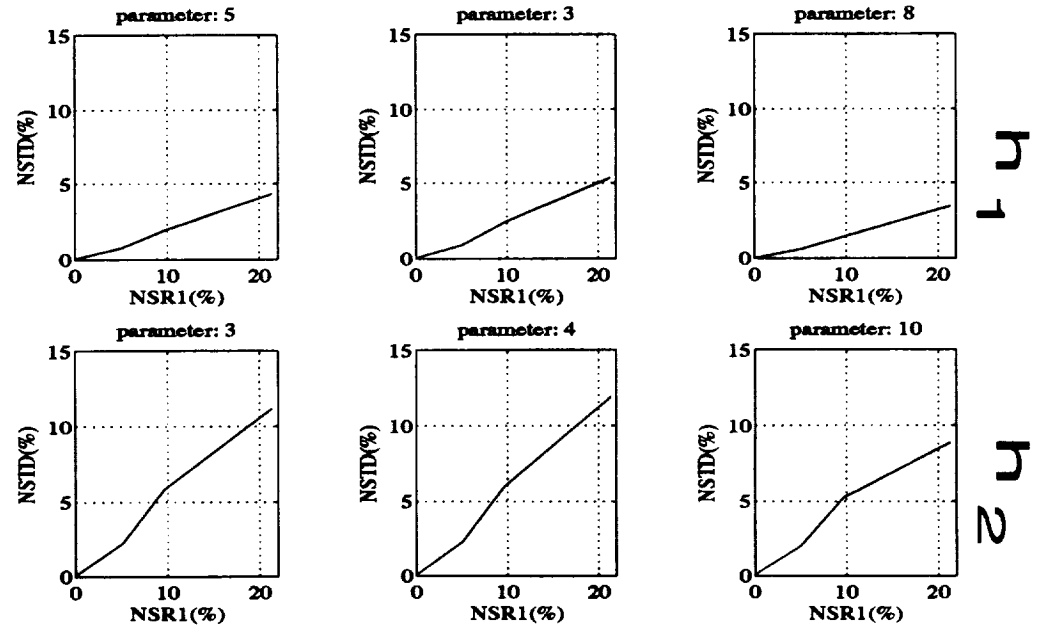 parameter: 5
parameter: 3
parameter: 8
15
10
5
0
NSTD(%)
0
10
20
NSR1(%)
15
10
5
0
NSTD(%)
0
10
20
NSR1(%)
15
10
5
0
NSTD(%)
0
10
20
NSR1(%)
h 1
parameter: 3
parameter: 4
parameter: 10
15
10
5
0
NSTD(%)
0
10
20
NSR1(%)
15
10
5
0
NSTD(%)
0
10
20
NSR1(%)
15
10
5
0
NSTD(%)
0
10
20
NSR1(%)
h 2